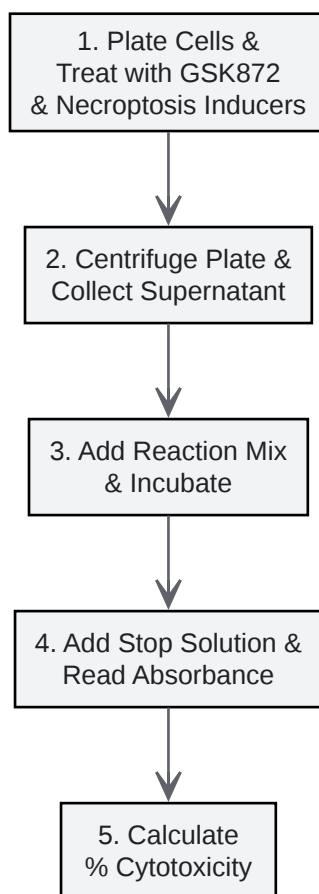 1. Plate Cells &
Treat with GSK872
& Necroptosis Inducers
2. Centrifuge Plate &
Collect Supernatant
3. Add Reaction Mix
& Incubate
4. Add Stop Solution &
Read Absorbance
5. Calculate
% Cytotoxicity